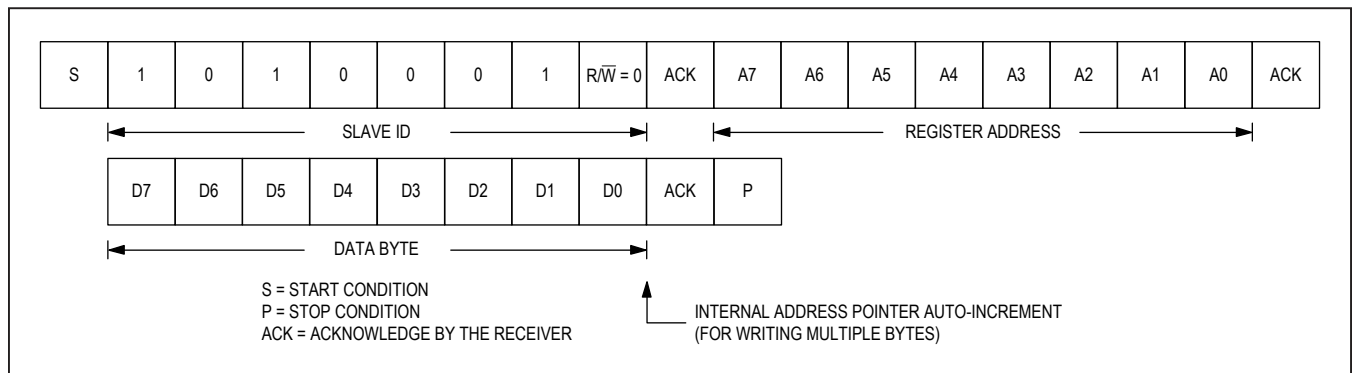 S 1 0 1 0 0 0 1 R/W̅ = 0 ACK A7 A6 A5 A4 A3 A2 A1 A0 ACK
SLAVE ID REGISTER ADDRESS
D7 D6 D5 D4 D3 D2 D1 D0 ACK P
DATA BYTE
S = START CONDITION
P = STOP CONDITION
ACK = ACKNOWLEDGE BY THE RECEIVER
INTERNAL ADDRESS POINTER AUTO-INCREMENT
(FOR WRITING MULTIPLE BYTES)